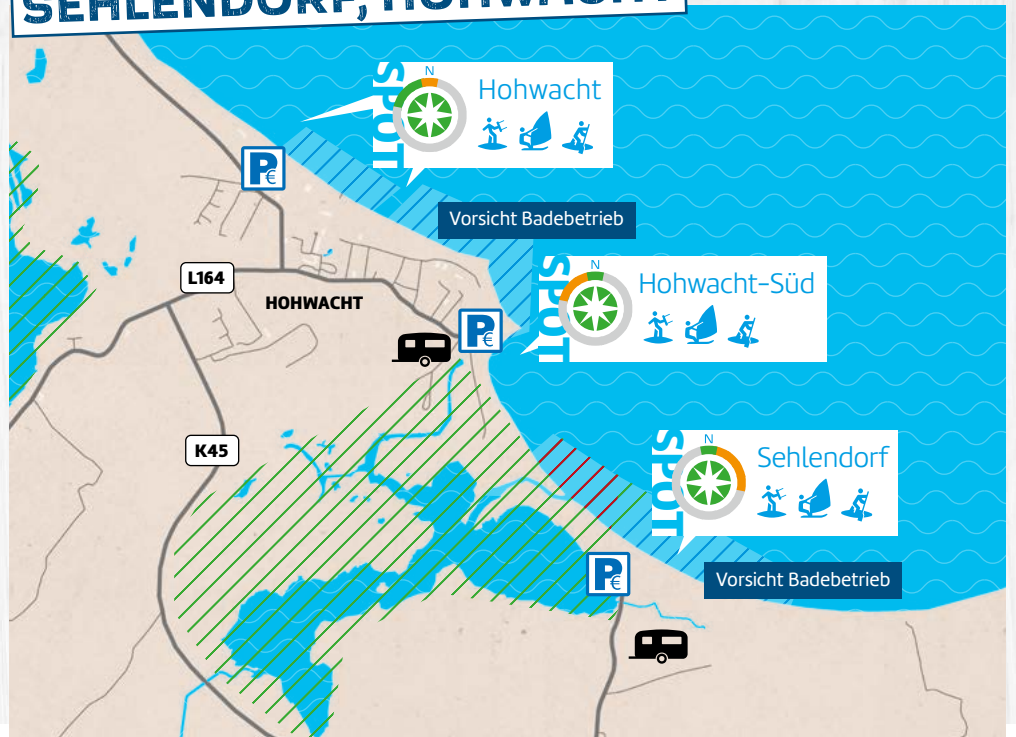 SEHLENDORF, HOHWACHT
SPOT
N
Hohwacht
P€
Vorsicht Badebetrieb
L164
HOHWACHT
SPOT
N
Hohwacht-Süd
P€
K45
SPOT
N
Sehlendorf
P€
Vorsicht Badebetrieb